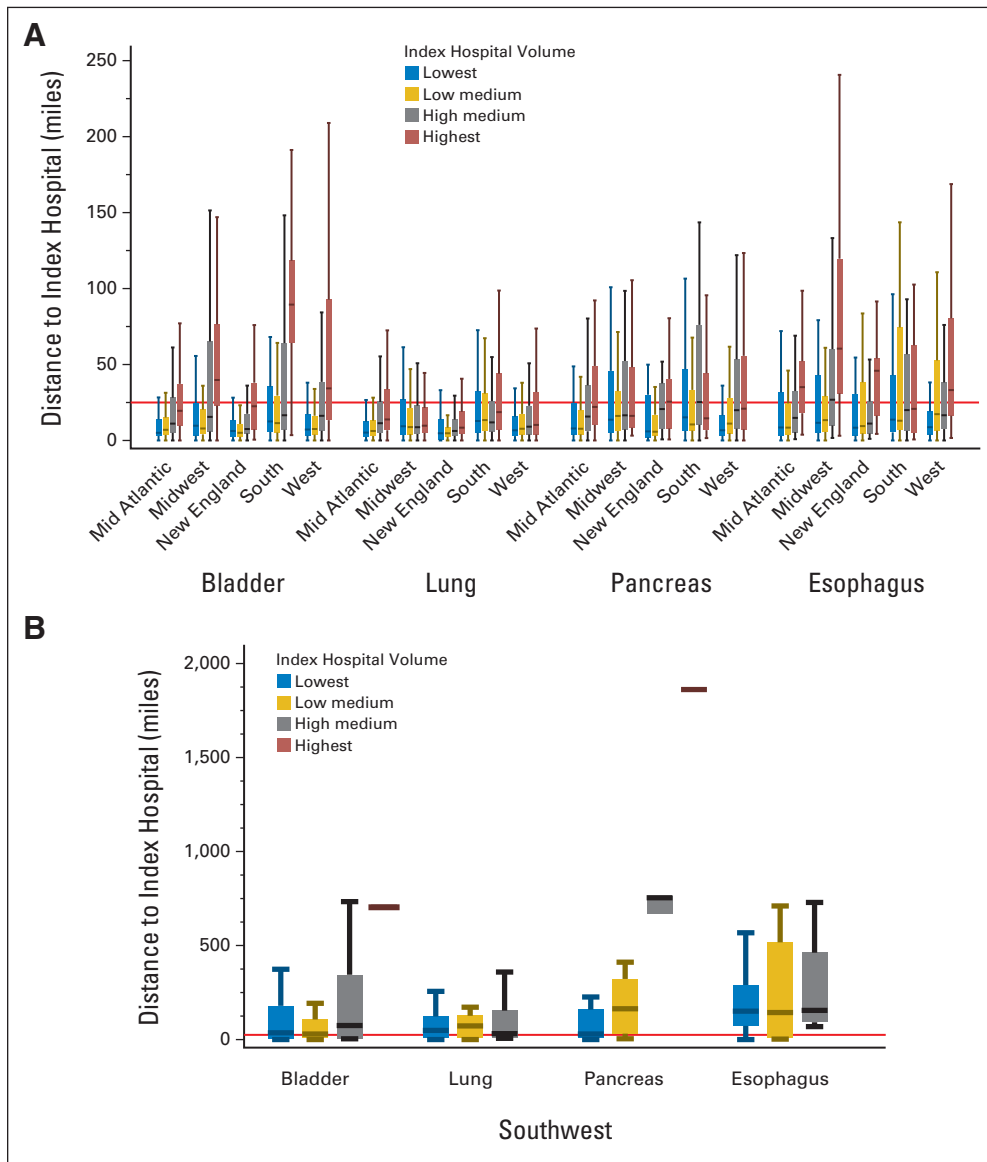 A
Distance to Index Hospital (miles)
250
200
150
100
50
0
Index Hospital Volume
Lowest
Low medium
High medium
Highest
Mid Atlantic
Midwest
New England
South
West
Mid Atlantic
Midwest
New England
South
West
Mid Atlantic
Midwest
New England
South
West
Mid Atlantic
Midwest
New England
South
West
Bladder
Lung
Pancreas
Esophagus
B
Distance to Index Hospital (miles)
2,000
1,500
1,000
500
0
Index Hospital Volume
Lowest
Low medium
High medium
Highest
Bladder
Lung
Pancreas
Esophagus
Southwest